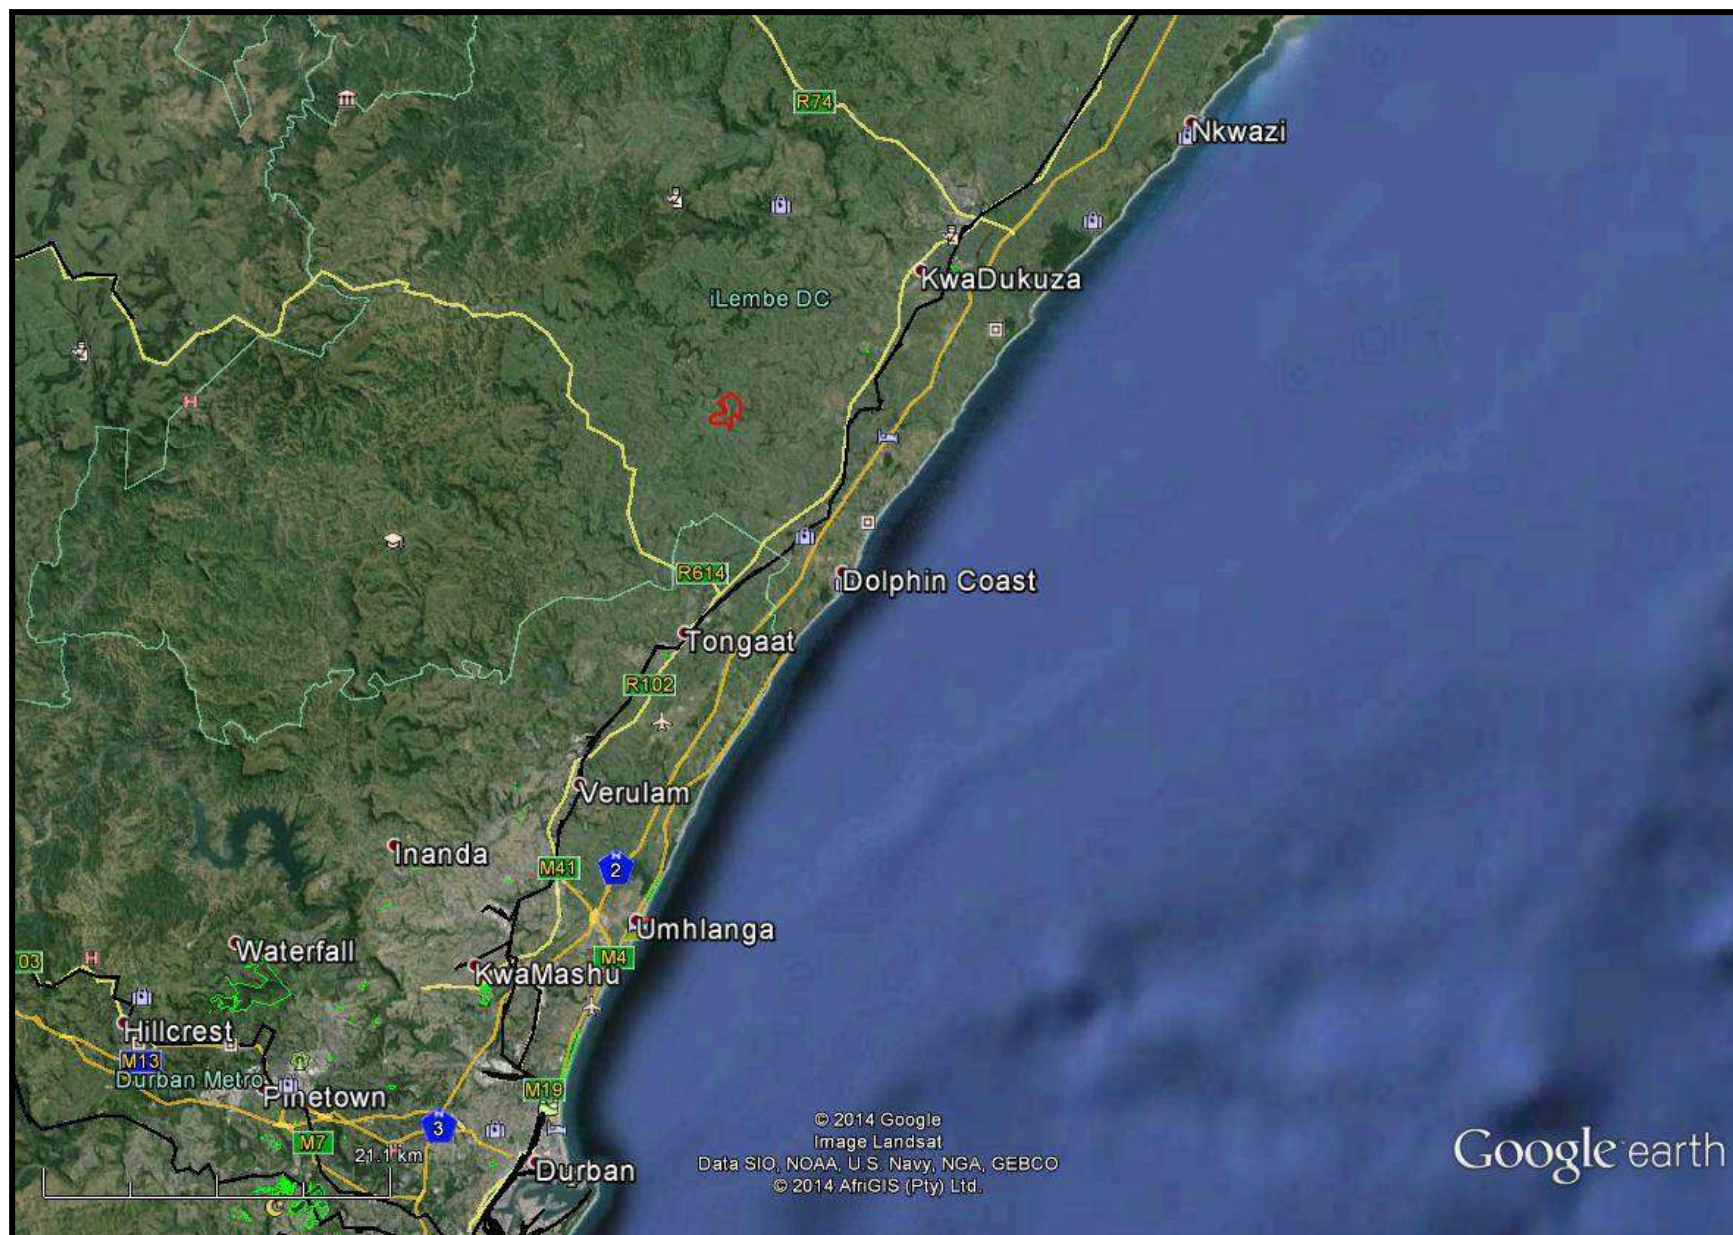 R74
Nkwazi
KwaDukuza
iLembe DC
Dolphin Coast
R614
Tongaat
R102
Verulam
Inanda
M41
N
2
Umhlanga
Waterfall
M4
03
KwaMashu
Hillcrest
M13
Durban Metro
Pinetown
M19
N
3
M7
21.1 km
Durban
© 2014 Google
Image Landsat
Data SIO, NOAA, U.S. Navy, NGA, GEBCO
© 2014 AfriGIS (Pty) Ltd.
Google earth
H
H